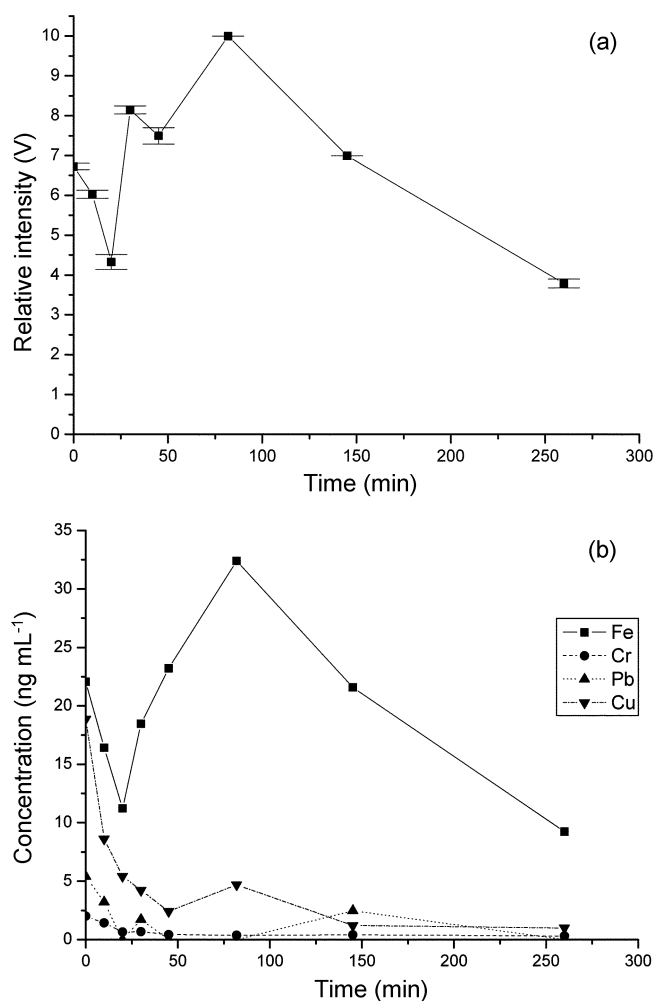 (a)
Relative intensity (V)
10
9
8
7
6
5
4
3
2
1
0
0 50 100 150 200 250 300
Time (min)
(b)
Concentration (ng mL⁻¹)
35
30
25
20
15
10
5
0
Fe
Cr
Pb
Cu
0 50 100 150 200 250 300
Time (min)